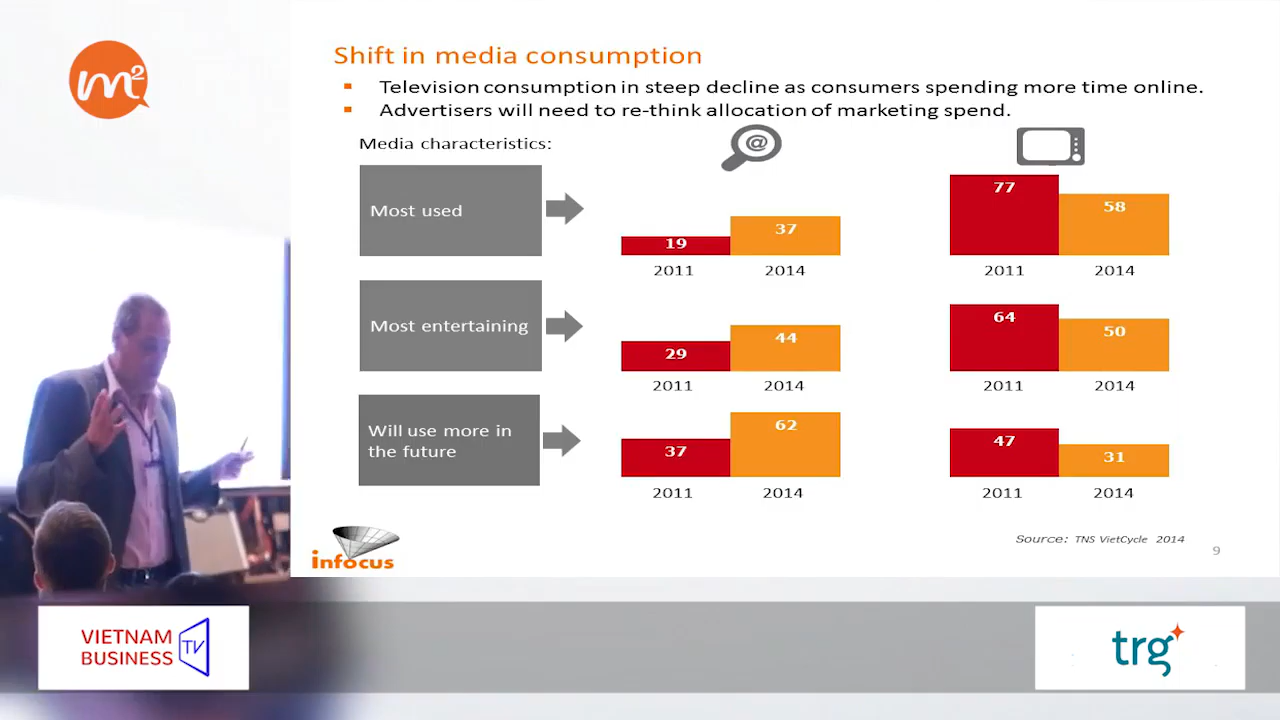 m2
Shift in media consumption
Television consumption in steep decline as consumers spending more time online.
Advertisers will need to re-think allocation of marketing spend.
Media characteristics:
@
Most used
19
37
2011
2014
77
58
2011
2014
Most entertaining
29
44
2011
2014
64
50
2011
2014
Will use more in
the future
37
62
2011
2014
47
31
2011
2014
Source: TNS VietCycle 2014
9
infocus
VIETNAM
BUSINESS
TV
trg